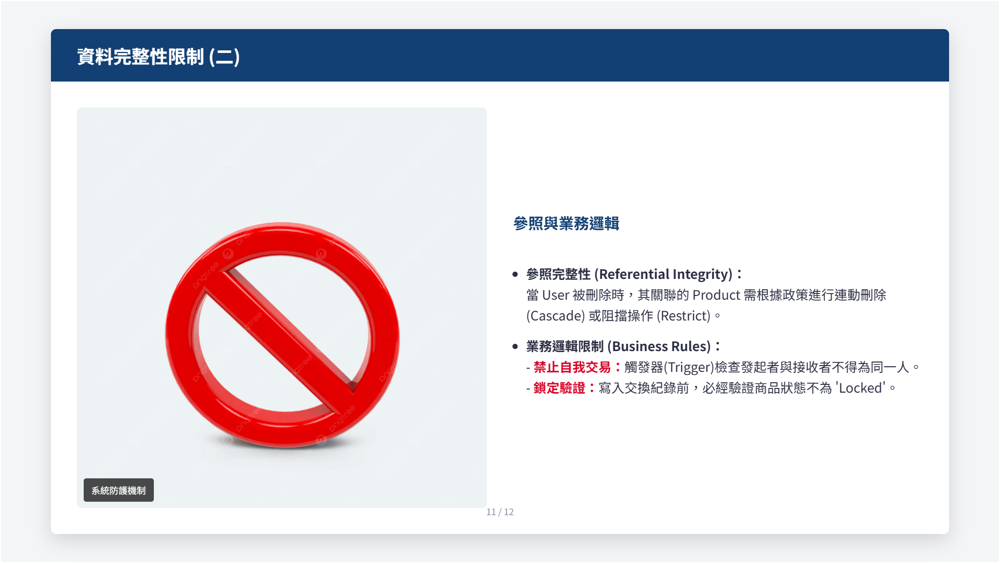 資料完整性限制 (二)
參照與業務邏輯
參照完整性 (Referential Integrity)：
當 User 被刪除時，其關聯的 Product 需根據政策進行連動刪除
(Cascade) 或阻擋操作 (Restrict)。
業務邏輯限制 (Business Rules)：
- 禁止自我交易：觸發器(Trigger)檢查發起者與接收者不得為同一人。
- 鎖定驗證：寫入交換紀錄前，必經驗證商品狀態不為 'Locked'。
pngtree
系統防護機制
11 / 12